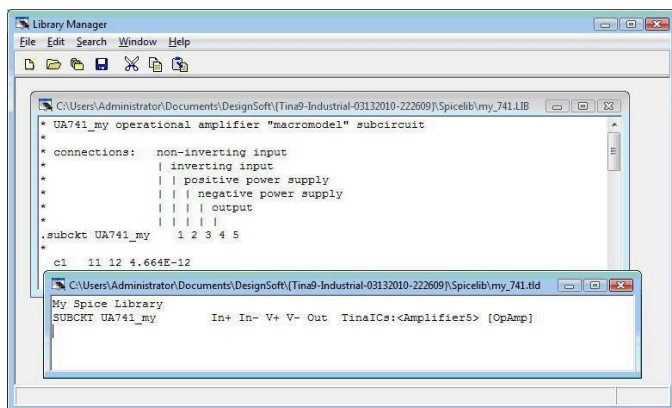 Library Manager
File Edit Search Window Help
C:\Users\Administrator\Documents\DesignSoft\{Tina9-Industrial-03132010-222609}\Spicelib\my_741.LIB
* UA741_my operational amplifier "macromodel" subcircuit
*
* connections:   non-inverting input
*                | inverting input
*                | | positive power supply
*                | | | negative power supply
*                | | | | output
*                | | | | |
.subckt UA741_my    1 2 3 4 5
*
  c1   11 12 4.664E-12
C:\Users\Administrator\Documents\DesignSoft\{Tina9-Industrial-03132010-222609}\Spicelib\my_741.tld
My Spice Library
SUBCKT UA741_my        In+ In- V+ V- Out  TinaICs:<Amplifier5> [OpAmp]